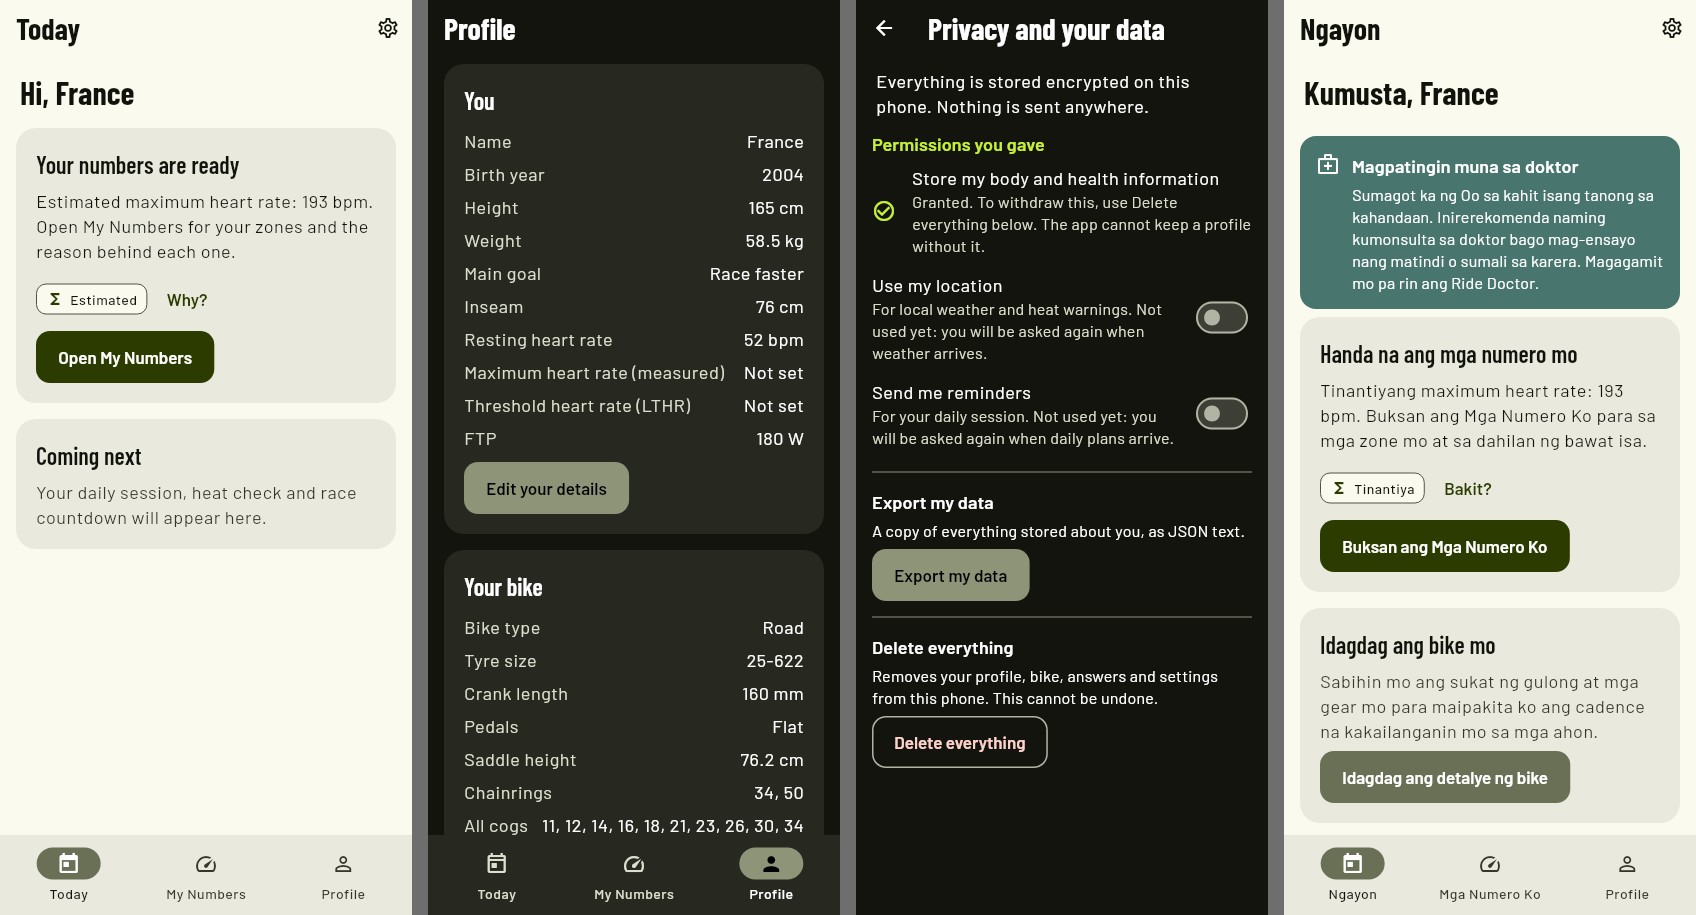 Today
Hi, France
Your numbers are ready
Estimated maximum heart rate: 193 bpm.
Open My Numbers for your zones and the
reason behind each one.
Σ Estimated
Why?
Open My Numbers
Coming next
Your daily session, heat check and race
countdown will appear here.
Today
My Numbers
Profile
Profile
You
Name France
Birth year 2004
Height 165 cm
Weight 58.5 kg
Main goal Race faster
Inseam 76 cm
Resting heart rate 52 bpm
Maximum heart rate (measured) Not set
Threshold heart rate (LTHR) Not set
FTP 180 W
Edit your details
Your bike
Bike type Road
Tyre size 25-622
Crank length 160 mm
Pedals Flat
Saddle height 76.2 cm
Chainrings 34, 50
All cogs 11, 12, 14, 16, 18, 21, 23, 26, 30, 34
Today
My Numbers
Profile
Privacy and your data
Everything is stored encrypted on this
phone. Nothing is sent anywhere.
Permissions you gave
Store my body and health information
Granted. To withdraw this, use Delete
everything below. The app cannot keep a profile
without it.
Use my location
For local weather and heat warnings. Not
used yet: you will be asked again when
weather arrives.
Send me reminders
For your daily session. Not used yet: you
will be asked again when daily plans arrive.
Export my data
A copy of everything stored about you, as JSON text.
Export my data
Delete everything
Removes your profile, bike, answers and settings
from this phone. This cannot be undone.
Delete everything
Ngayon
Kumusta, France
Magpatingin muna sa doktor
Sumagot ka ng Oo sa kahit isang tanong sa
kahandaan. Inirerekomenda naming
kumonsulta sa doktor bago mag-ensayo
nang matindi o sumali sa karera. Magagamit
mo pa rin ang Ride Doctor.
Handa na ang mga numero mo
Tinantiyang maximum heart rate: 193
bpm. Buksan ang Mga Numero Ko para sa
mga zone mo at sa dahilan ng bawat isa.
Σ Tinantiya
Bakit?
Buksan ang Mga Numero Ko
Idagdag ang bike mo
Sabihin mo ang sukat ng gulong at mga
gear mo para maipakita ko ang cadence
na kakailanganin mo sa mga ahon.
Idagdag ang detalye ng bike
Ngayon
Mga Numero Ko
Profile